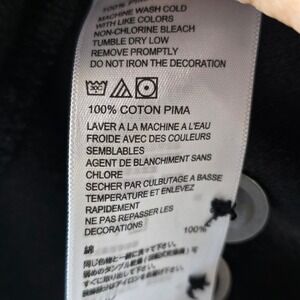 100% PIMA
MACHINE WASH COLD
WITH LIKE COLORS
NON-CHLORINE BLEACH
TUMBLE DRY LOW
REMOVE PROMPTLY
DO NOT IRON THE DECORATION
100% COTON PIMA
LAVER A LA MACHINE A L'EAU
FROIDE AVEC DES COULEURS
SEMBLABLES
AGENT DE BLANCHIMENT SANS
CHLORE
SECHER PAR CULBUTAGE A BASSE
TEMPERATURE ET ENLEVEZ
RAPIDEMENT
NE PAS REPASSER LES
DECORATIONS
綿 100%